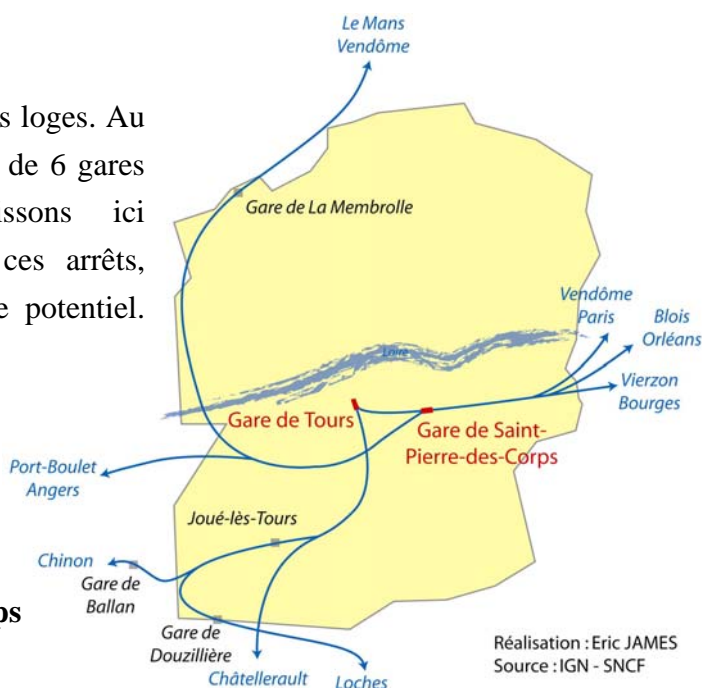 s loges. Au
de 6 gares
issons ici
ces arrêts,
e potentiel.
ps
Le Mans
Vendôme
Gare de La Membrolle
Vendôme
Paris
Blois
Orléans
Vierzon
Bourges
Loire
Gare de Tours
Gare de Saint-
Pierre-des-Corps
Port-Boulet
Angers
Joué-lès-Tours
Chinon
Gare de
Ballan
Gare de
Douzillière
Châtellerault
Loches
Réalisation : Eric JAMES
Source : IGN - SNCF